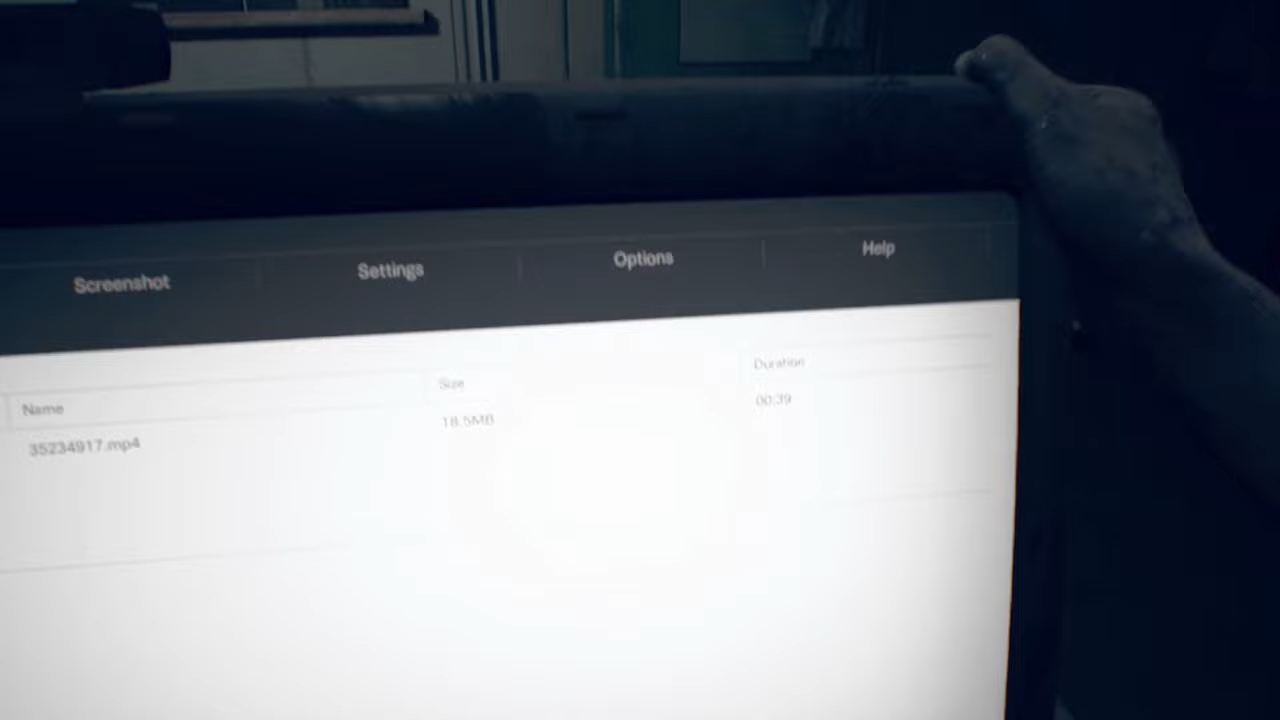 Screenshot Settings Options Help
Name Size Duration
35234917.mp4 18.5MB 00:39